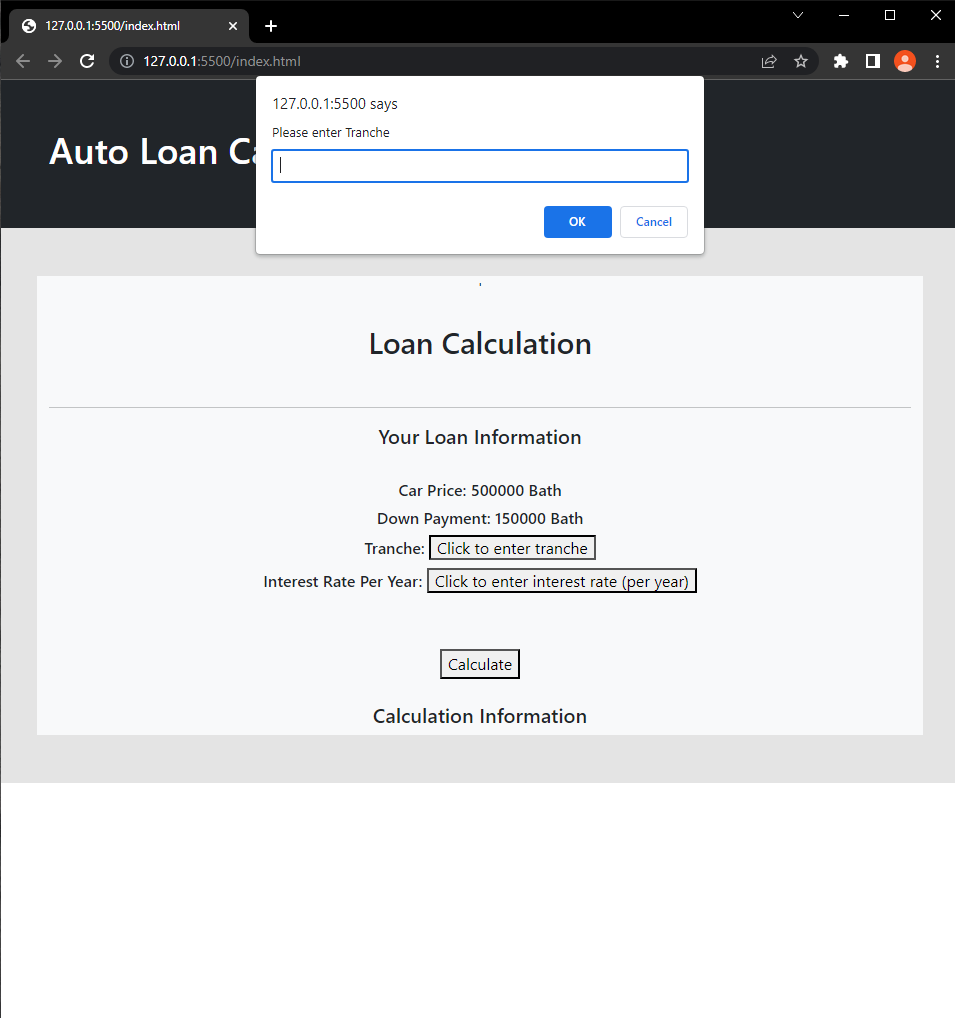 127.0.0.1:5500/index.html
127.0.0.1:5500/index.html
127.0.0.1:5500 says
Please enter Tranche
OK
Cancel
Auto Loan
Loan Calculation
Your Loan Information
Car Price: 500000 Bath
Down Payment: 150000 Bath
Tranche: Click to enter tranche
Interest Rate Per Year: Click to enter interest rate (per year)
Calculate
Calculation Information